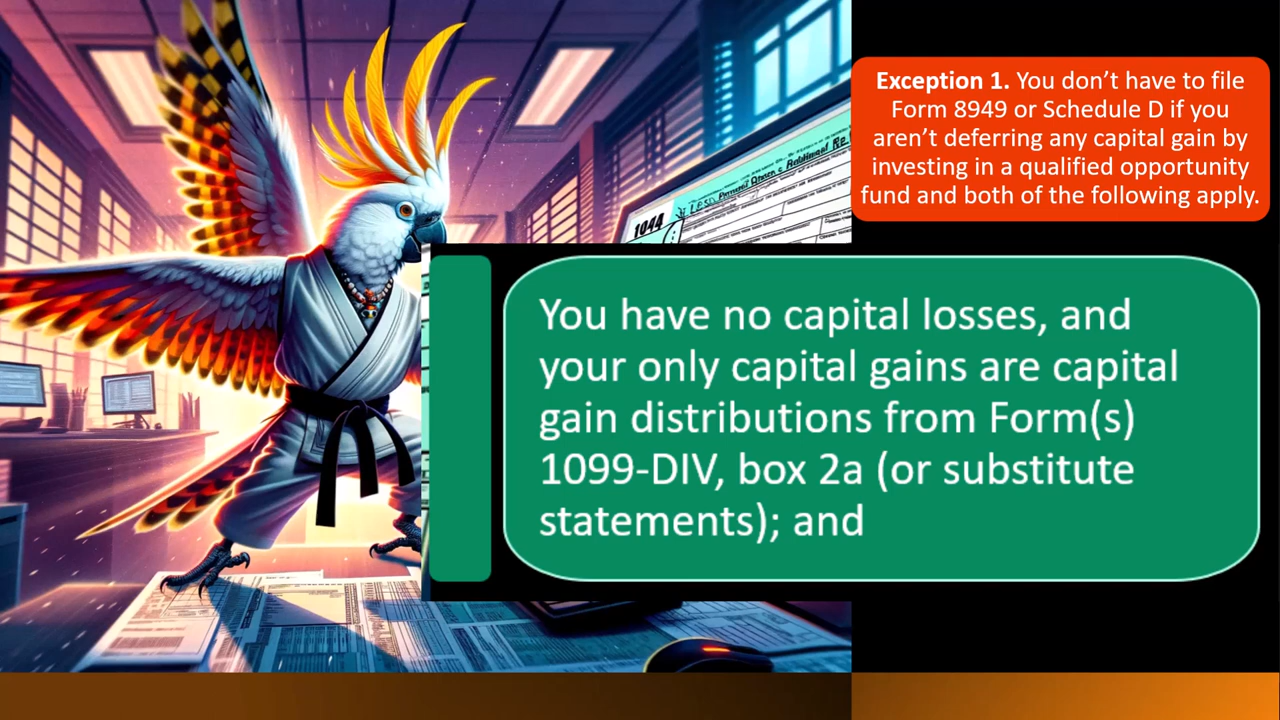 Exception 1. You don’t have to file
Form 8949 or Schedule D if you
aren’t deferring any capital gain by
investing in a qualified opportunity
fund and both of the following apply.
1044
You have no capital losses, and
your only capital gains are capital
gain distributions from Form(s)
1099-DIV, box 2a (or substitute
statements); and